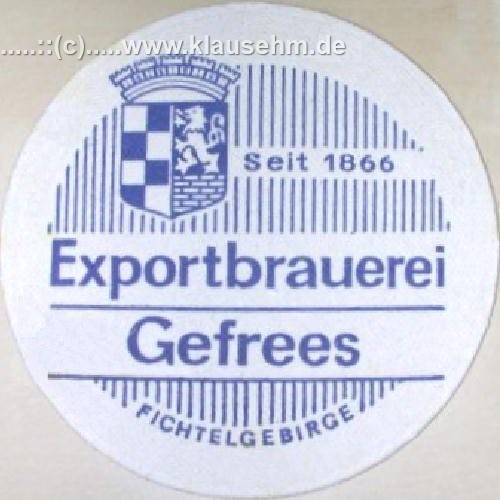 .....::(c).....www.klausehm.de
Seit 1866
Exportbrauerei
Gefrees
FICHTELGEBIRGE